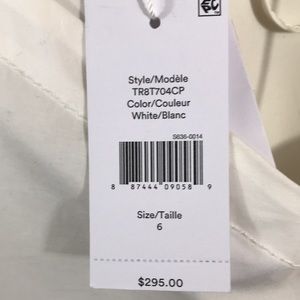 Style/Modèle
TR8T704CP
Color/Couleur
White/Blanc
S636-0014
8 87444 09058 9
Size/Taille
6
$295.00